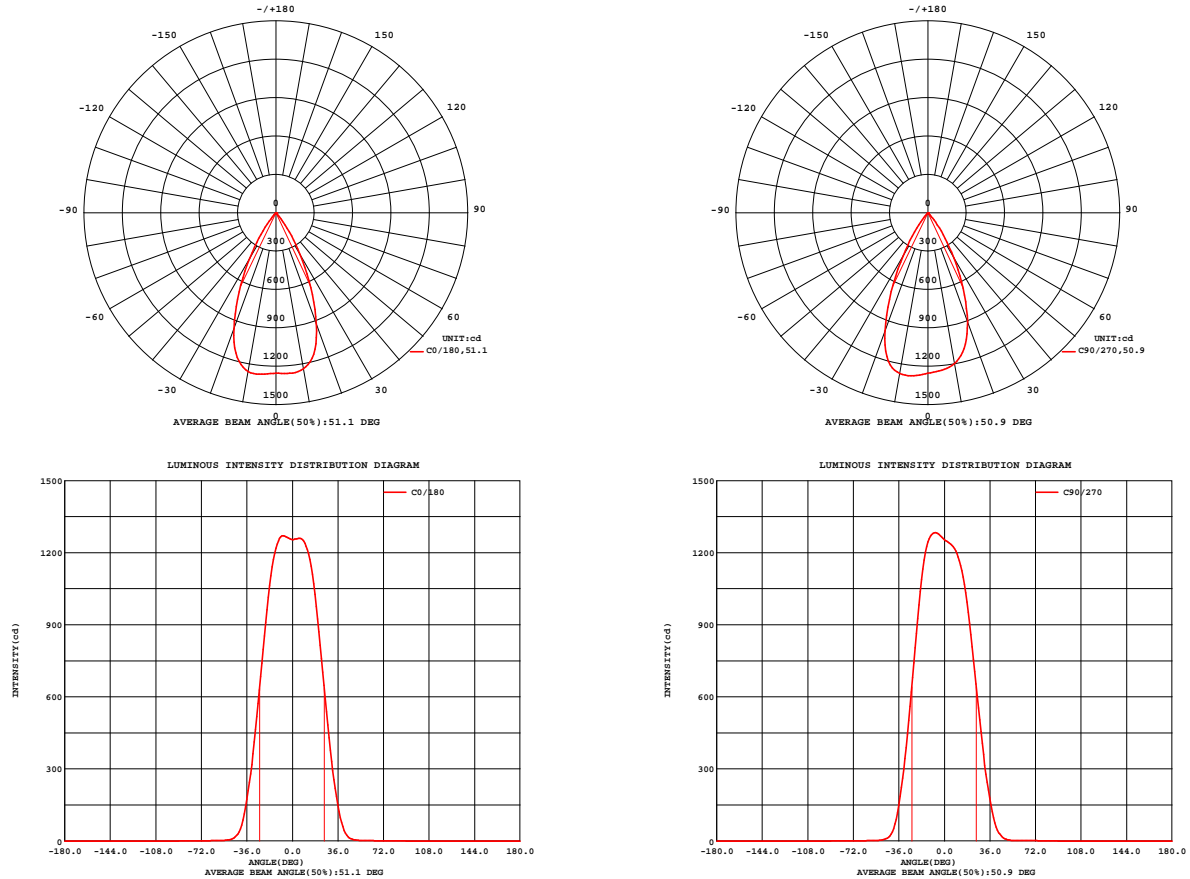 -/+180
-150
150
-120
120
-90
90
-60
60
-30
30
0
0
300
600
900
1200
1500
UNIT:cd
C0/180,51.1
AVERAGE BEAM ANGLE(50%):51.1 DEG
-/+180
-150
150
-120
120
-90
90
-60
60
-30
30
0
0
300
600
900
1200
1500
UNIT:cd
C90/270,50.9
AVERAGE BEAM ANGLE(50%):50.9 DEG
LUMINOUS INTENSITY DISTRIBUTION DIAGRAM
C0/180
INTENSITY(cd)
1500
1200
900
600
300
0
-180.0 -144.0 -108.0 -72.0 -36.0 0.0 36.0 72.0 108.0 144.0 180.0
ANGLE(DEG)
AVERAGE BEAM ANGLE(50%):51.1 DEG
LUMINOUS INTENSITY DISTRIBUTION DIAGRAM
C90/270
INTENSITY(cd)
1500
1200
900
600
300
0
-180.0 -144.0 -108.0 -72.0 -36.0 0.0 36.0 72.0 108.0 144.0 180.0
ANGLE(DEG)
AVERAGE BEAM ANGLE(50%):50.9 DEG